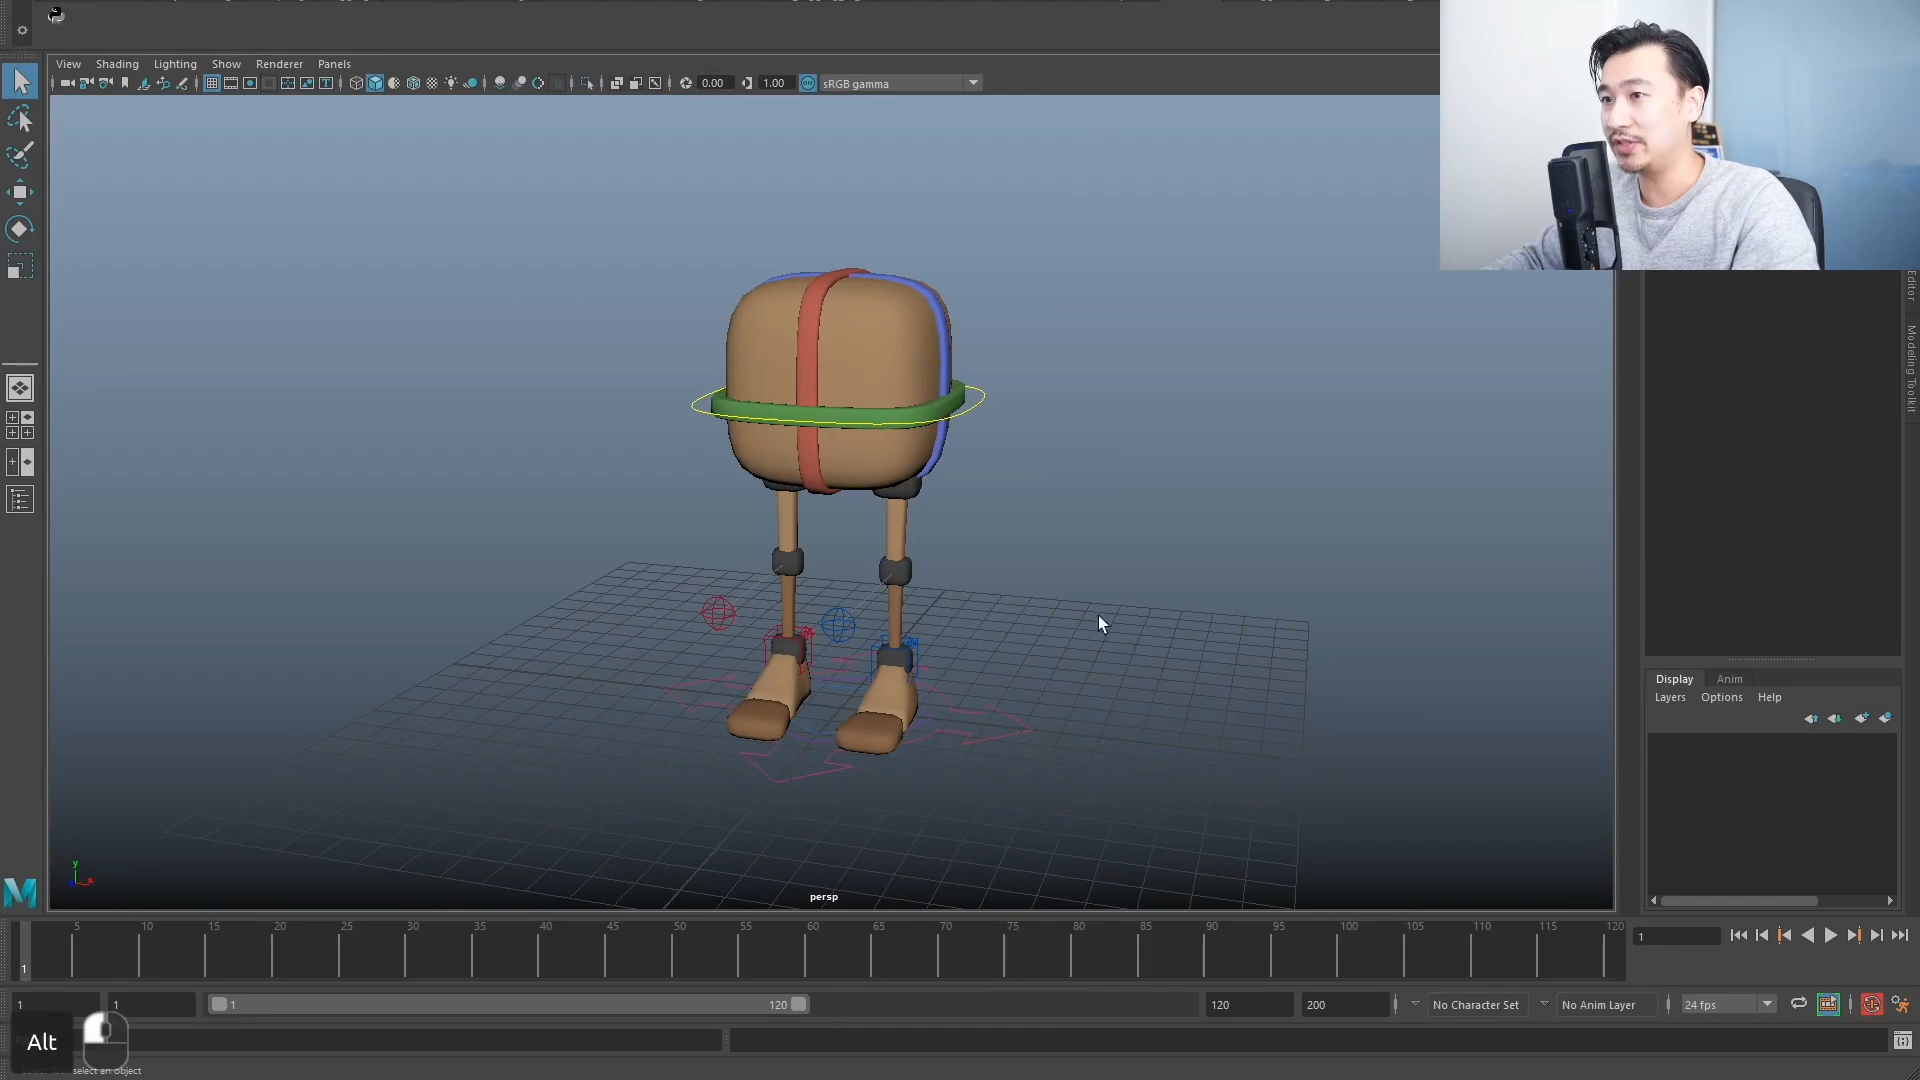 View Shading Lighting Show Renderer Panels
0.00 1.00 ON sRGB gamma
Editor
Modeling Toolkit
Display Anim
Layers Options Help
y
x
persp
5 10 15 20 25 30 35 40 45 50 55 60 65 70 75 80 85 90 95 100 105 110 115 120
1
1
1 1 1 120 120 200 No Character Set No Anim Layer 24 fps
Alt
select an object